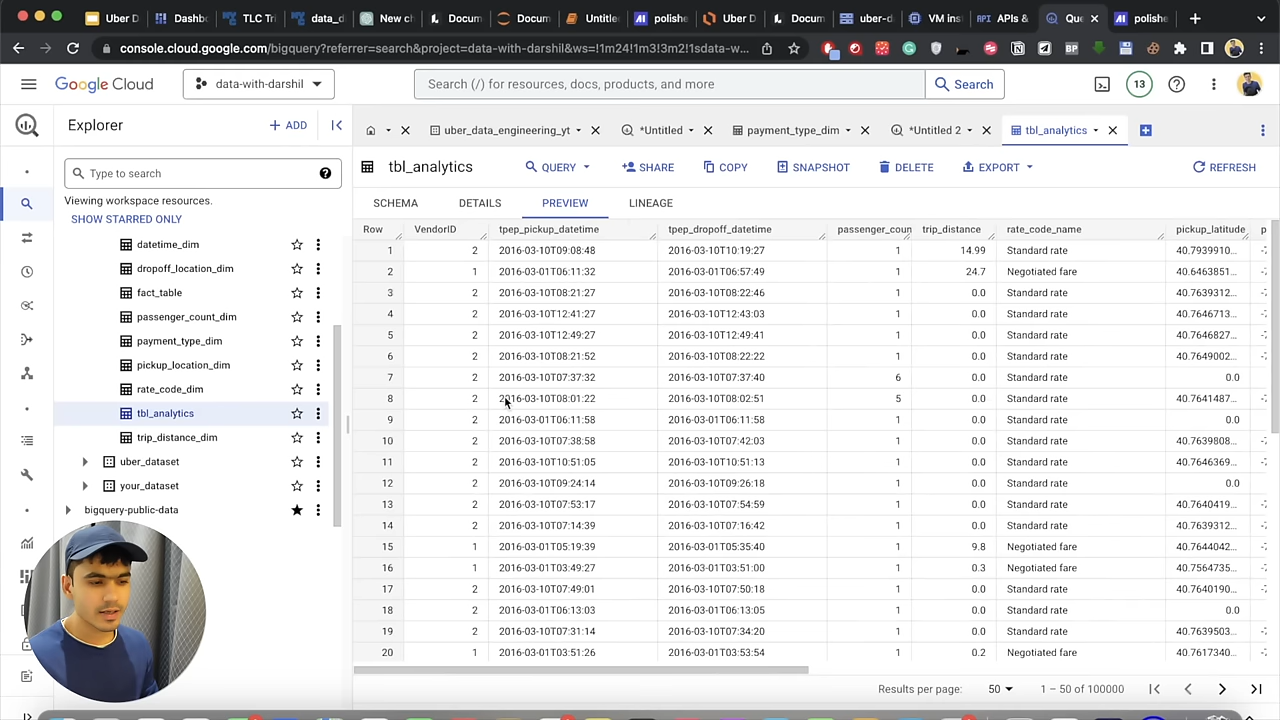 Uber D
Dashb
TLC Tri
data_d
New ch
Docum
Docum
Untitle
polishe
Uber D
Docum
uber-d
VM inst
API APIs &
Que
polishe
console.cloud.google.com/bigquery?referrer=search&project=data-with-darshil&ws=!1m24!1m3!3m2!1sdata-w...
Google Cloud
data-with-darshil
Search (/) for resources, docs, products, and more
Search
13
Explorer
+ ADD
uber_data_engineering_yt
*Untitled
payment_type_dim
*Untitled 2
tbl_analytics
Type to search
tbl_analytics
QUERY
SHARE
COPY
SNAPSHOT
DELETE
EXPORT
REFRESH
Viewing workspace resources.
SHOW STARRED ONLY
SCHEMA DETAILS PREVIEW LINEAGE
datetime_dim
dropoff_location_dim
fact_table
passenger_count_dim
payment_type_dim
pickup_location_dim
rate_code_dim
tbl_analytics
trip_distance_dim
uber_dataset
your_dataset
bigquery-public-data
Row VendorID tpep_pickup_datetime tpep_dropoff_datetime passenger_coun trip_distance rate_code_name pickup_latitude p
1 2 2016-03-10T09:08:48 2016-03-10T10:19:27 1 14.99 Standard rate 40.7939910...
2 1 2016-03-01T06:11:32 2016-03-01T06:57:49 1 24.7 Negotiated fare 40.6463851...
3 2 2016-03-10T08:21:27 2016-03-10T08:22:46 1 0.0 Standard rate 40.7639312...
4 2 2016-03-10T12:41:27 2016-03-10T12:43:03 1 0.0 Standard rate 40.7646713...
5 2 2016-03-10T12:49:27 2016-03-10T12:49:41 1 0.0 Standard rate 40.7646827...
6 2 2016-03-10T08:21:52 2016-03-10T08:22:22 1 0.0 Standard rate 40.7649002...
7 2 2016-03-10T07:37:32 2016-03-10T07:37:40 6 0.0 Standard rate 0.0
8 2 2016-03-10T08:01:22 2016-03-10T08:02:51 5 0.0 Standard rate 40.7641487...
9 2 2016-03-01T06:11:58 2016-03-01T06:11:58 1 0.0 Standard rate 0.0
10 2 2016-03-10T07:38:58 2016-03-10T07:42:03 1 0.0 Standard rate 40.7639808...
11 2 2016-03-10T10:51:05 2016-03-10T10:51:13 1 0.0 Standard rate 40.7646369...
12 2 2016-03-10T09:24:14 2016-03-10T09:26:18 1 0.0 Standard rate 0.0
13 2 2016-03-10T07:53:17 2016-03-10T07:54:59 1 0.0 Standard rate 40.7640419...
14 2 2016-03-10T07:14:39 2016-03-10T07:16:42 1 0.0 Standard rate 40.7639312...
15 1 2016-03-01T05:19:39 2016-03-01T05:35:40 1 9.8 Negotiated fare 40.7644042...
16 1 2016-03-01T03:49:27 2016-03-01T03:51:00 1 0.3 Negotiated fare 40.7564735...
17 2 2016-03-10T07:49:01 2016-03-10T07:50:18 1 0.0 Standard rate 40.7640190...
18 2 2016-03-01T06:13:03 2016-03-01T06:13:05 1 0.0 Standard rate 0.0
19 2 2016-03-10T07:31:14 2016-03-10T07:34:20 1 0.0 Standard rate 40.7639503...
20 1 2016-03-01T03:51:26 2016-03-01T03:53:54 1 0.2 Negotiated fare 40.7617340...
Results per page: 50 1 – 50 of 100000